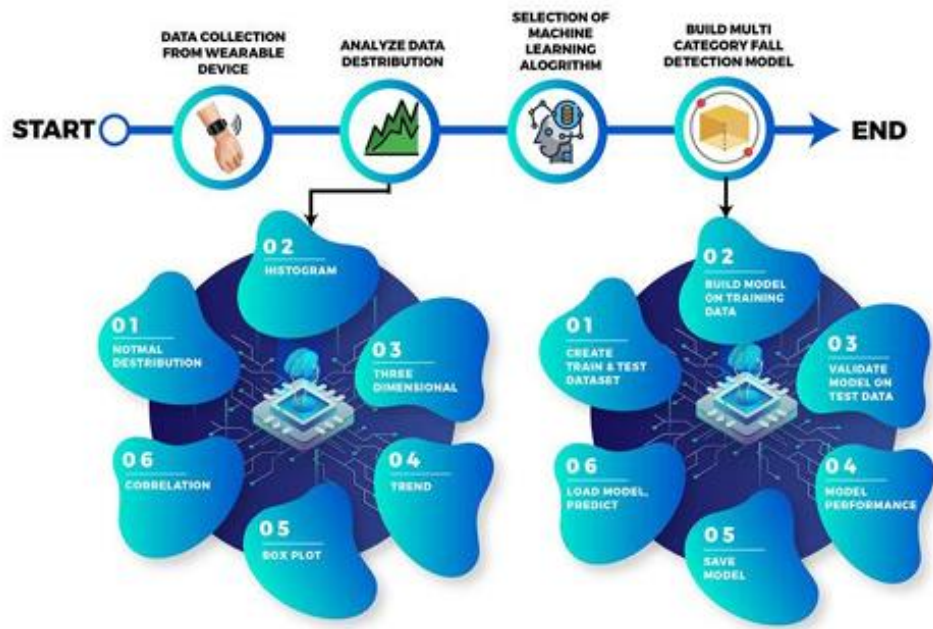 DATA COLLECTION
FROM WEARABLE
DEVICE
ANALYZE DATA
DESTRIBUTION
SELECTION OF
MACHINE
LEARNING
ALOGRITHM
BUILD MULTI
CATEGORY FALL
DETECTION MODEL
START
END
01
NOTMAL
DESTRIBUTION
02
HISTOGRAM
03
THREE
DIMENSIONAL
04
TREND
05
BOX PLOT
06
CORRELATION
01
CREATE
TRAIN & TEST
DATASET
02
BUILD MODEL
ON TRAINING
DATA
03
VALIDATE
MODEL ON
TEST DATA
04
MODEL
PERFORMANCE
05
SAVE
MODEL
06
LOAD MODEL,
PREDICT